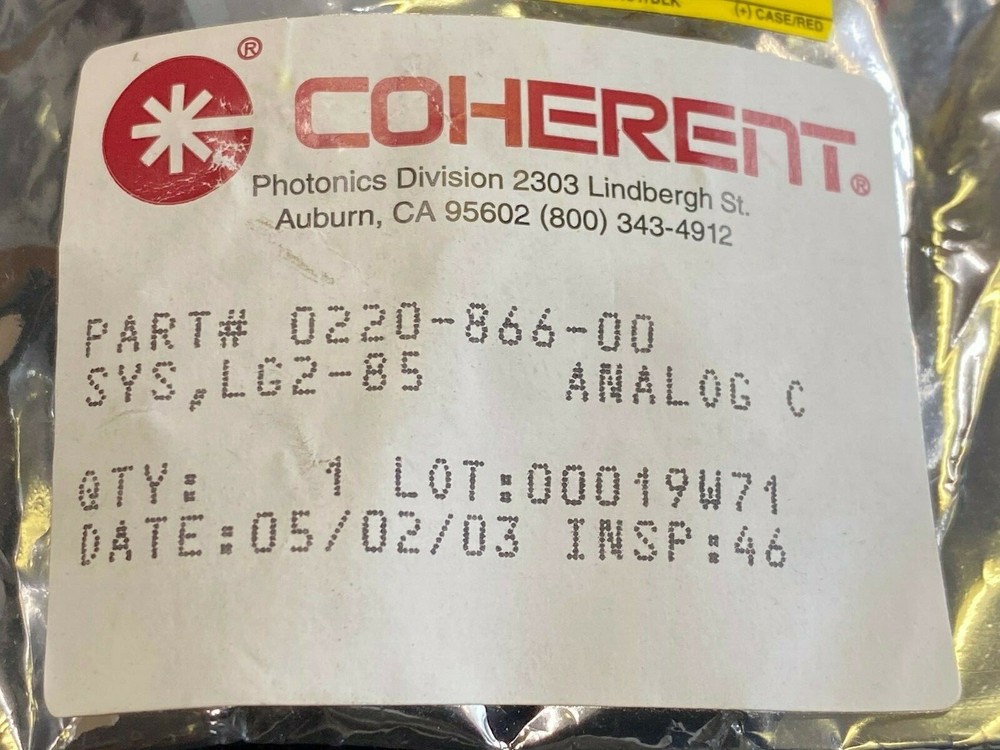 (+) CASE/RED
® COHERENT®
Photonics Division 2303 Lindbergh St.
Auburn, CA 95602 (800) 343-4912
PART# 0220-866-00
SYS,LG2-85 ANALOG C
QTY: 1 LOT:00019W71
DATE:05/02/03 INSP:46